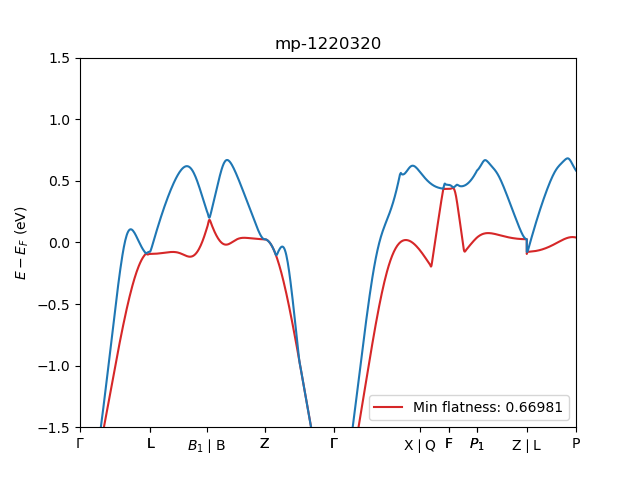 mp-1220320
E − E_F (eV)
1.5
1.0
0.5
0.0
−0.5
−1.0
−1.5
Min flatness: 0.66981
Γ L B₁ | B Z Γ X | Q F P₁ Z | L P